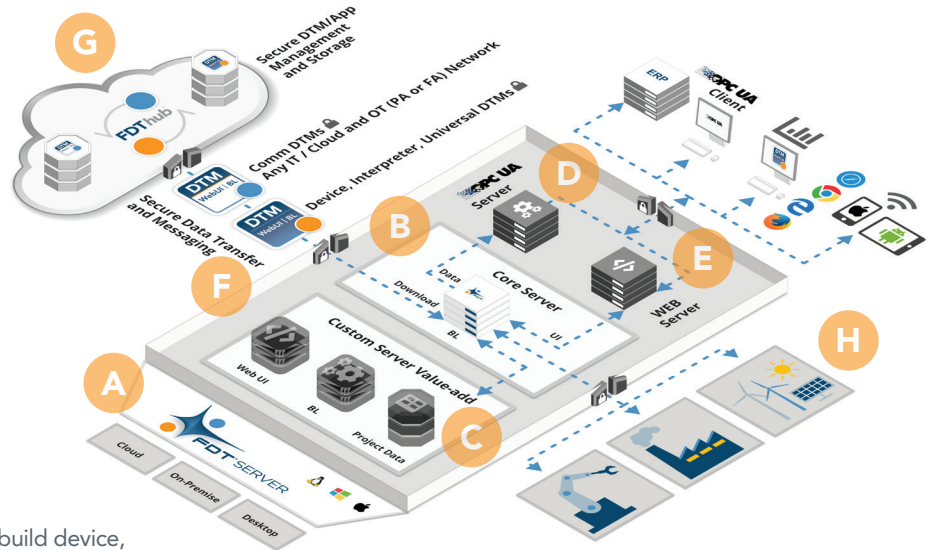 G
Secure DTM/App
Management
and Storage
FDThub
Comm DTMs
Any IT / Cloud and OT (PA or FA) Network
Device, Interpreter, Universal DTMs
DTM
WebUI | BL
DTM
WebUI | BL
Secure Data Transfer
and Messaging
ERP
OPC UA
Client
OPC UA
DTM
OPC UA
Server
D
B
E
F
Data
Download
BL
Core Server
UI
WEB
Server
Custom Server Value-add
Web UI
BL
Project Data
A
C
H
FDT SERVER
Cloud
On-Premise
Desktop
build device,